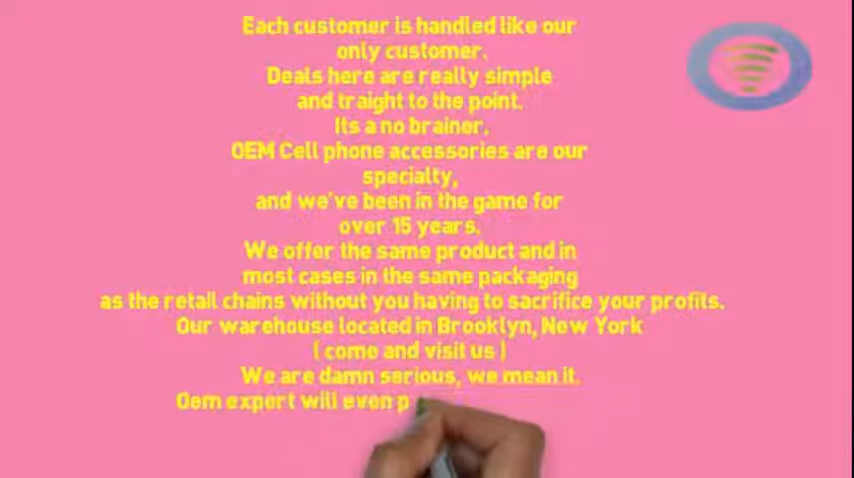 Each customer is handled like our
only customer.
Deals here are really simple
and traight to the point.
Its a no brainer.
OEM Cell phone accessories are our
specialty,
and we've been in the game for
over 15 years.
We offer the same product and in
most cases in the same packaging
as the retail chains without you having to sacrifice your profits.
Our warehouse located in Brooklyn, New York
( come and visit us )
We are damn serious, we mean it.
Oem expert will even p